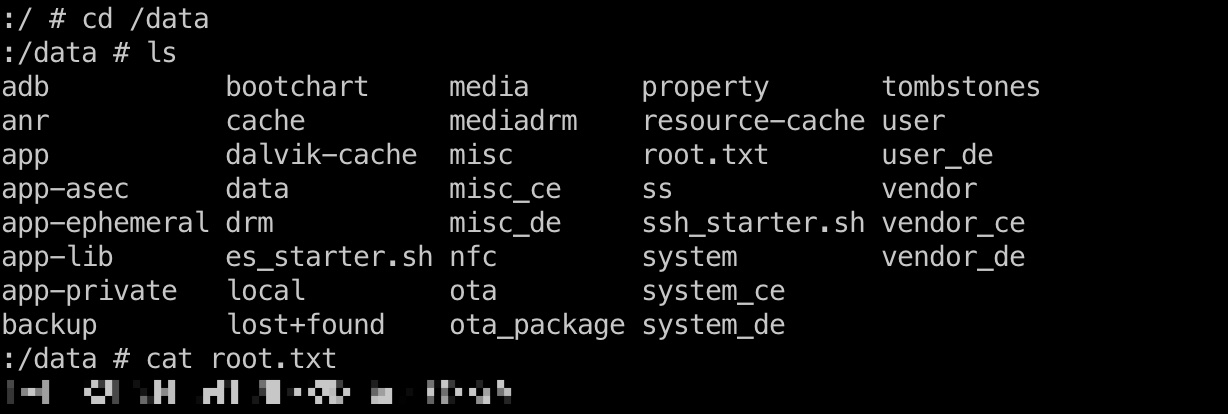 :/ # cd /data
:/data # ls
adb bootchart media property tombstones
anr cache mediadrm resource-cache user
app dalvik-cache misc root.txt user_de
app-asec data misc_ce ss vendor
app-ephemeral drm misc_de ssh_starter.sh vendor_ce
app-lib es_starter.sh nfc system vendor_de
app-private local ota system_ce
backup lost+found ota_package system_de
:/data # cat root.txt